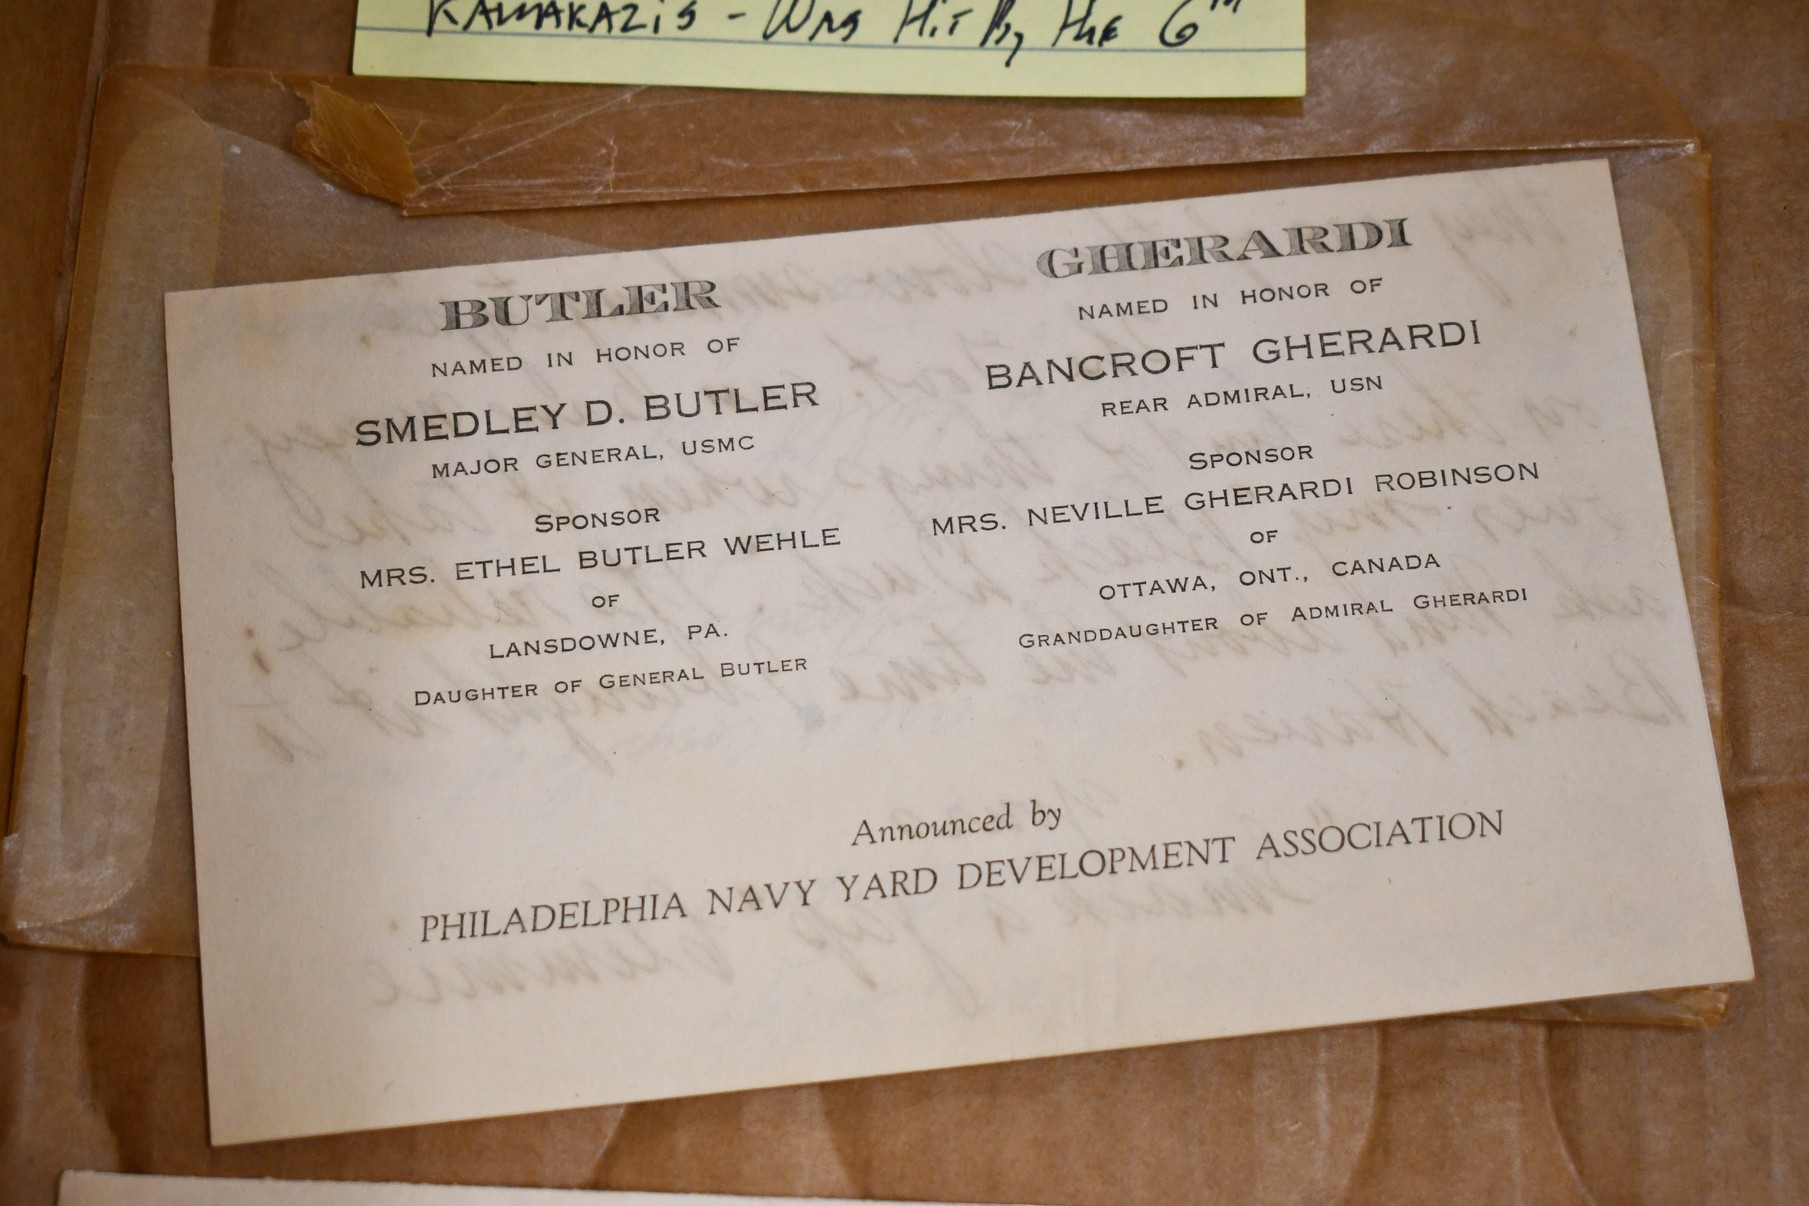 KAMAKAZIS - WAS HIT By THE 6TH
BUTLER
NAMED IN HONOR OF
SMEDLEY D. BUTLER
MAJOR GENERAL, USMC
SPONSOR
MRS. ETHEL BUTLER WEHLE
OF
LANSDOWNE, PA.
DAUGHTER OF GENERAL BUTLER
GHERARDI
NAMED IN HONOR OF
BANCROFT GHERARDI
REAR ADMIRAL, USN
SPONSOR
MRS. NEVILLE GHERARDI ROBINSON
OF
OTTAWA, ONT., CANADA
GRANDDAUGHTER OF ADMIRAL GHERARDI
Announced by
PHILADELPHIA NAVY YARD DEVELOPMENT ASSOCIATION